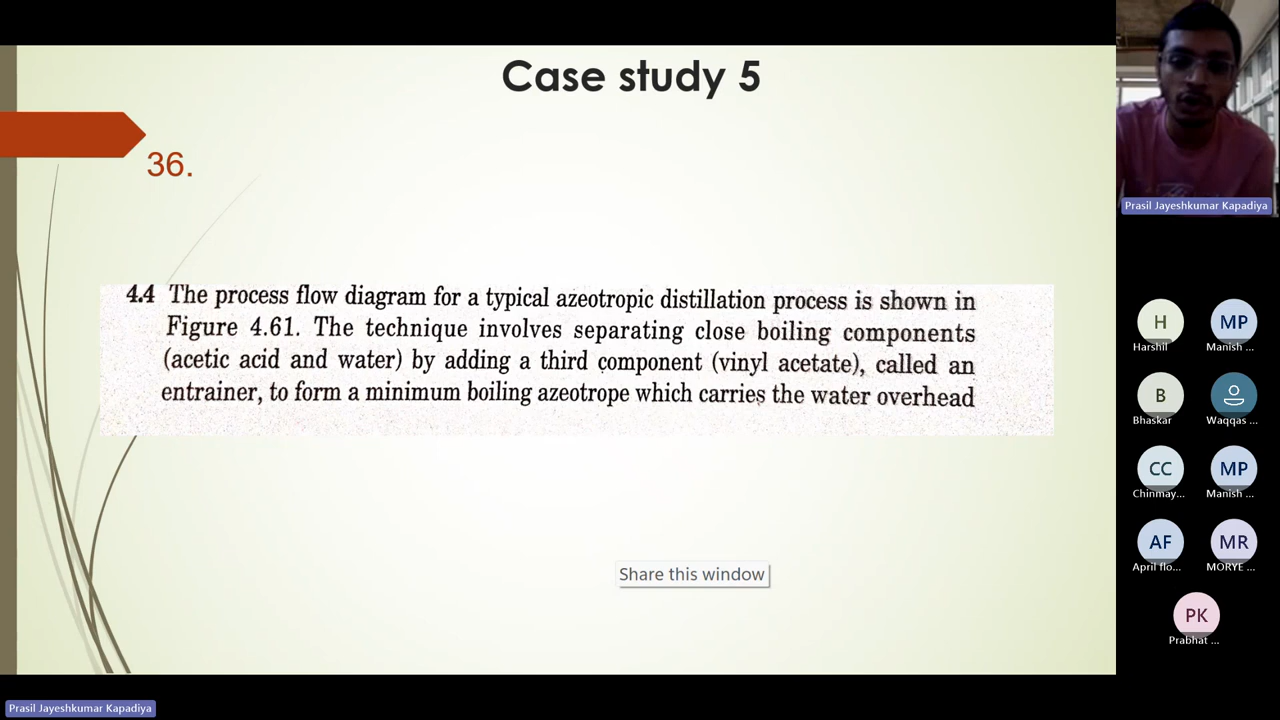 Case study 5
36.
4.4 The process flow diagram for a typical azeotropic distillation process is shown in
Figure 4.61. The technique involves separating close boiling components
(acetic acid and water) by adding a third component (vinyl acetate), called an
entrainer, to form a minimum boiling azeotrope which carries the water overhead
Share this window
Prasil Jayeshkumar Kapadiya
H
Harshil
MP
Manish ...
B
Bhaskar
Waqqas ...
CC
Chinmay...
MP
Manish ...
AF
April flo...
MR
MORYE ...
PK
Prabhat ...
Prasil Jayeshkumar Kapadiya